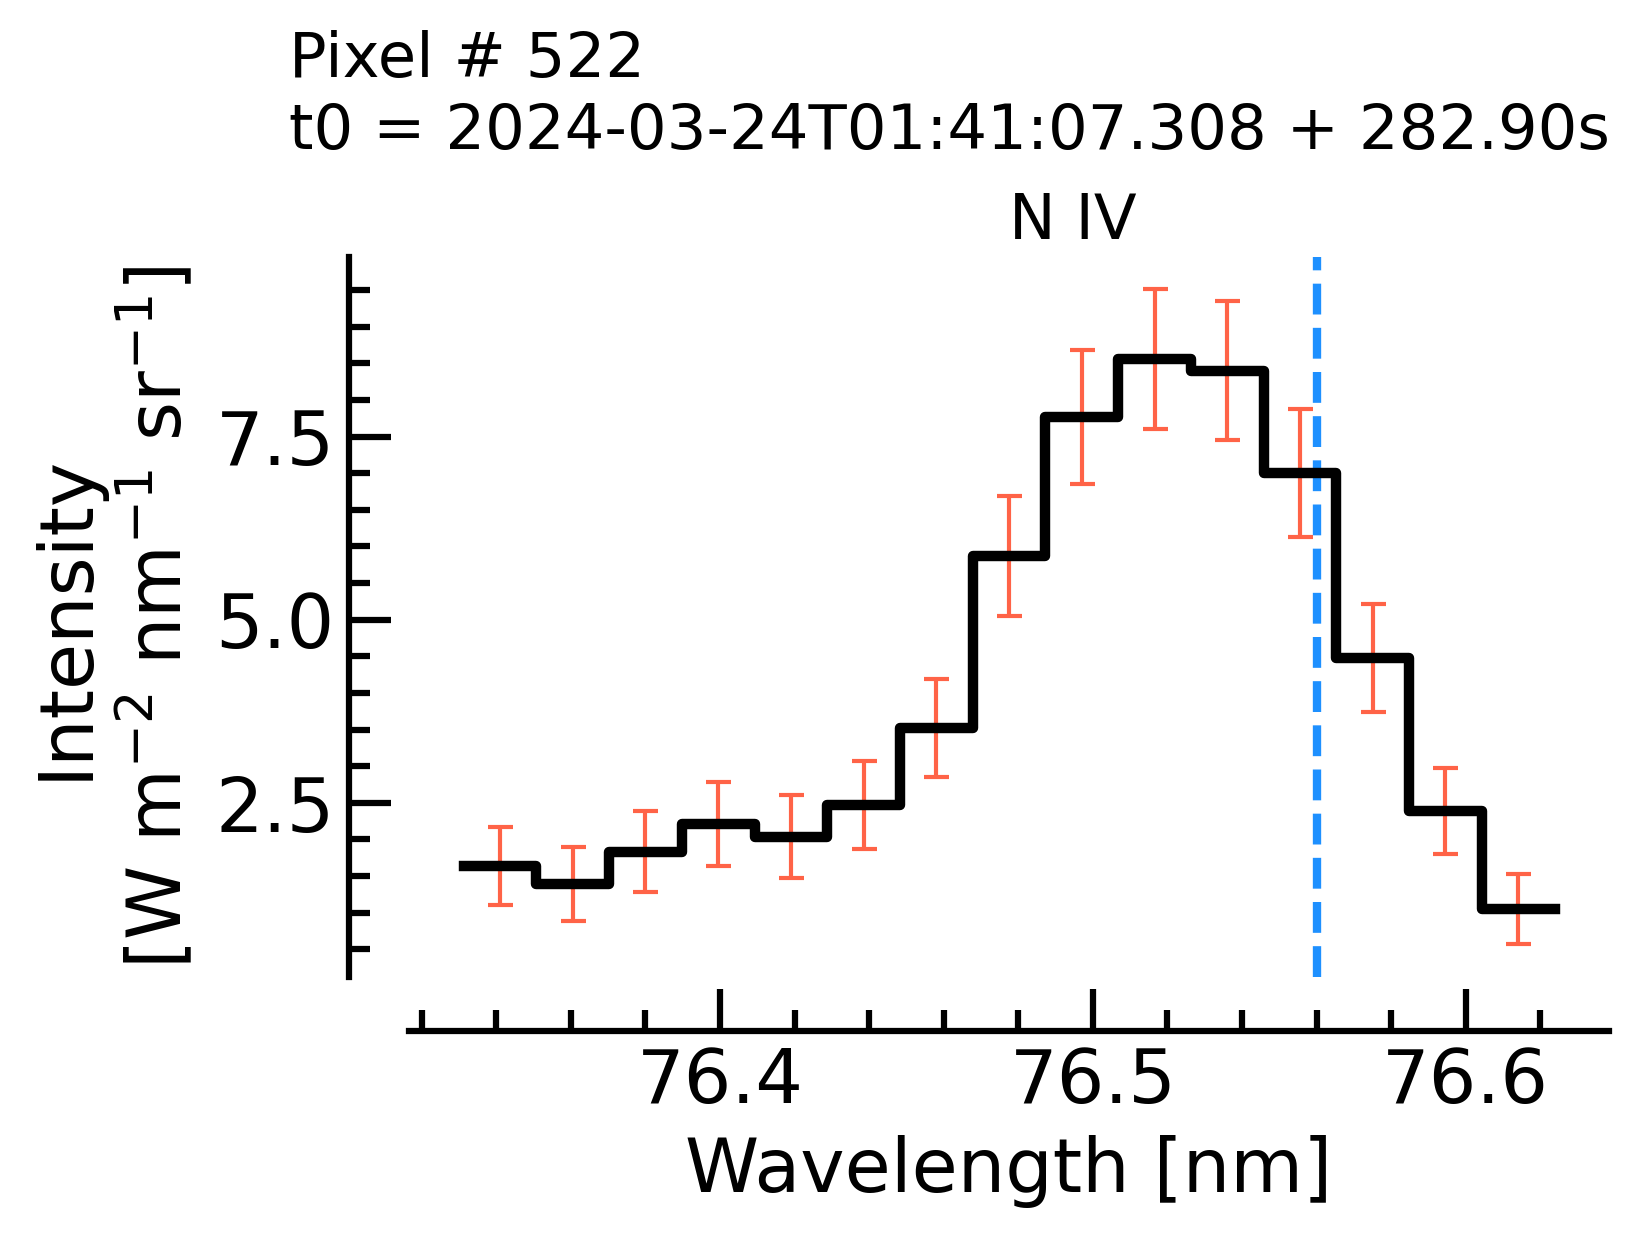 Pixel # 522
t0 = 2024-03-24T01:41:07.308 + 282.90s
N IV
Intensity
[W m⁻² nm⁻¹ sr⁻¹]
7.5
5.0
2.5
76.4 76.5 76.6
Wavelength [nm]